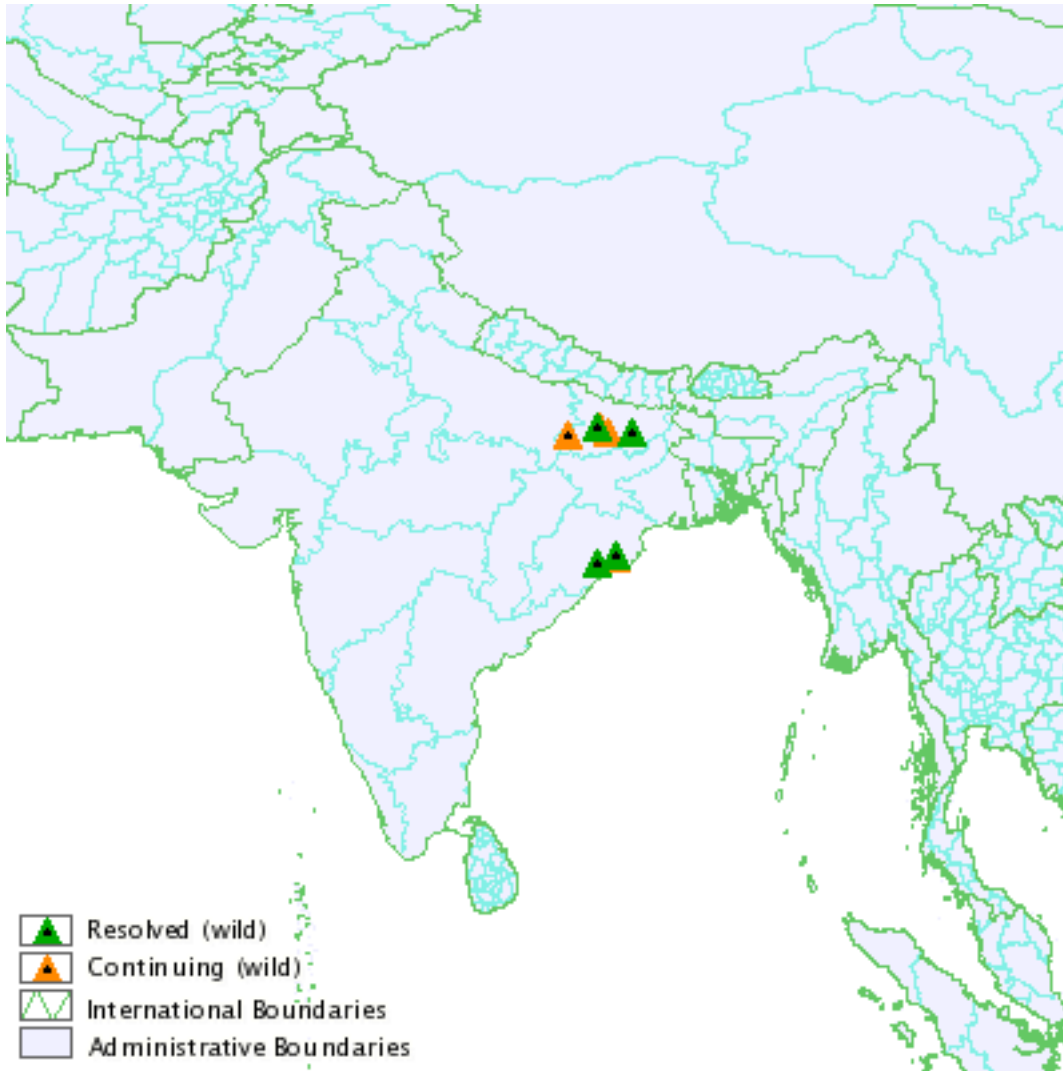 Resolved (wild)
Continuing (wild)
International Boundaries
Administrative Boundaries